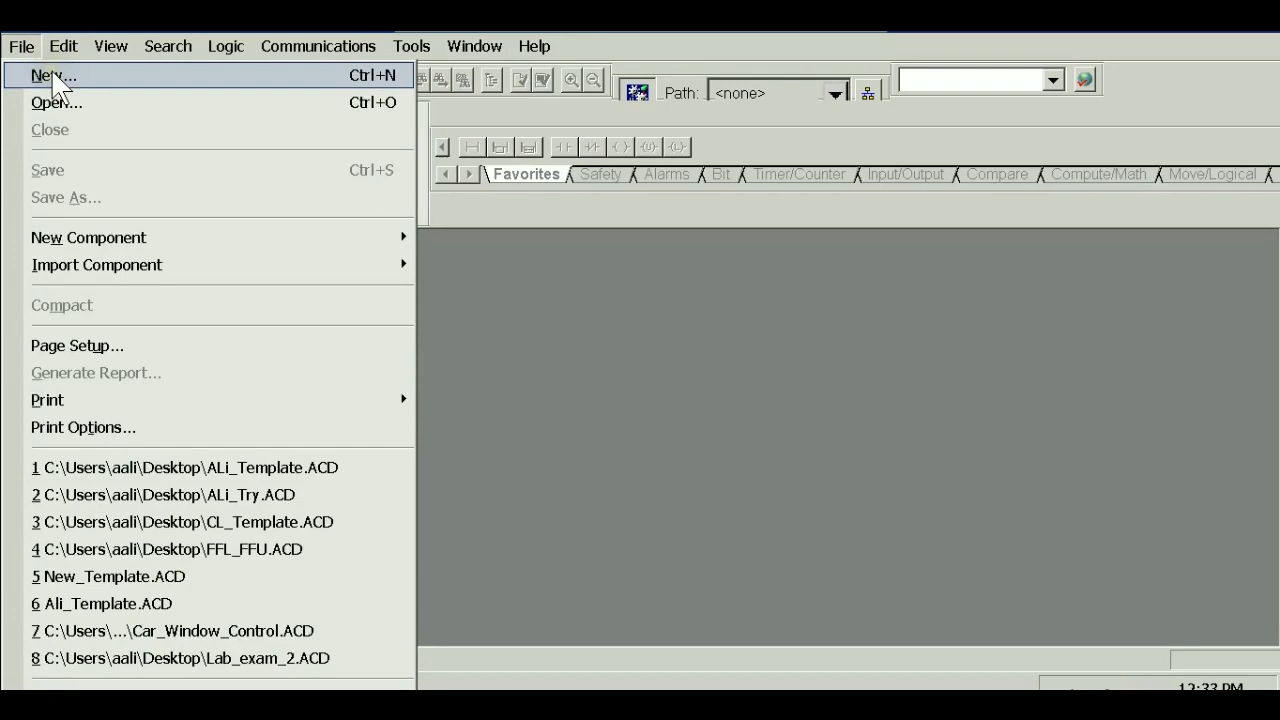 File Edit View Search Logic Communications Tools Window Help
New... Ctrl+N
Open... Ctrl+O
Close
Save Ctrl+S
Save As...
New Component
Import Component
Compact
Page Setup...
Generate Report...
Print
Print Options...
1 C:\Users\aali\Desktop\ALi_Template.ACD
2 C:\Users\aali\Desktop\ALi_Try.ACD
3 C:\Users\aali\Desktop\CL_Template.ACD
4 C:\Users\aali\Desktop\FFL_FFU.ACD
5 New_Template.ACD
6 Ali_Template.ACD
7 C:\Users\...\Car_Window_Control.ACD
8 C:\Users\aali\Desktop\Lab_exam_2.ACD
Path: <none>
Favorites Safety Alarms Bit Timer/Counter Input/Output Compare Compute/Math Move/Logical
12:33 PM